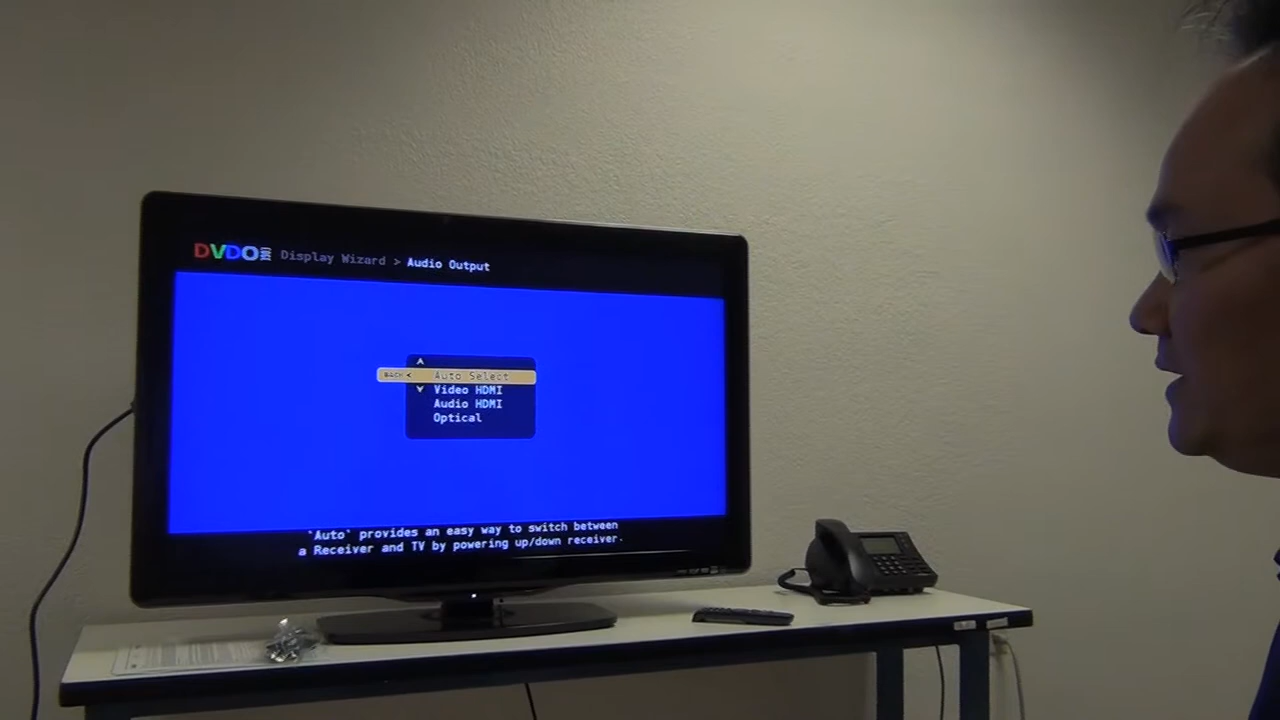 DVDO Display Wizard > Audio Output
BACK < Auto Select
Video HDMI
Audio HDMI
Optical
'Auto' provides an easy way to switch between
a Receiver and TV by powering up/down receiver.